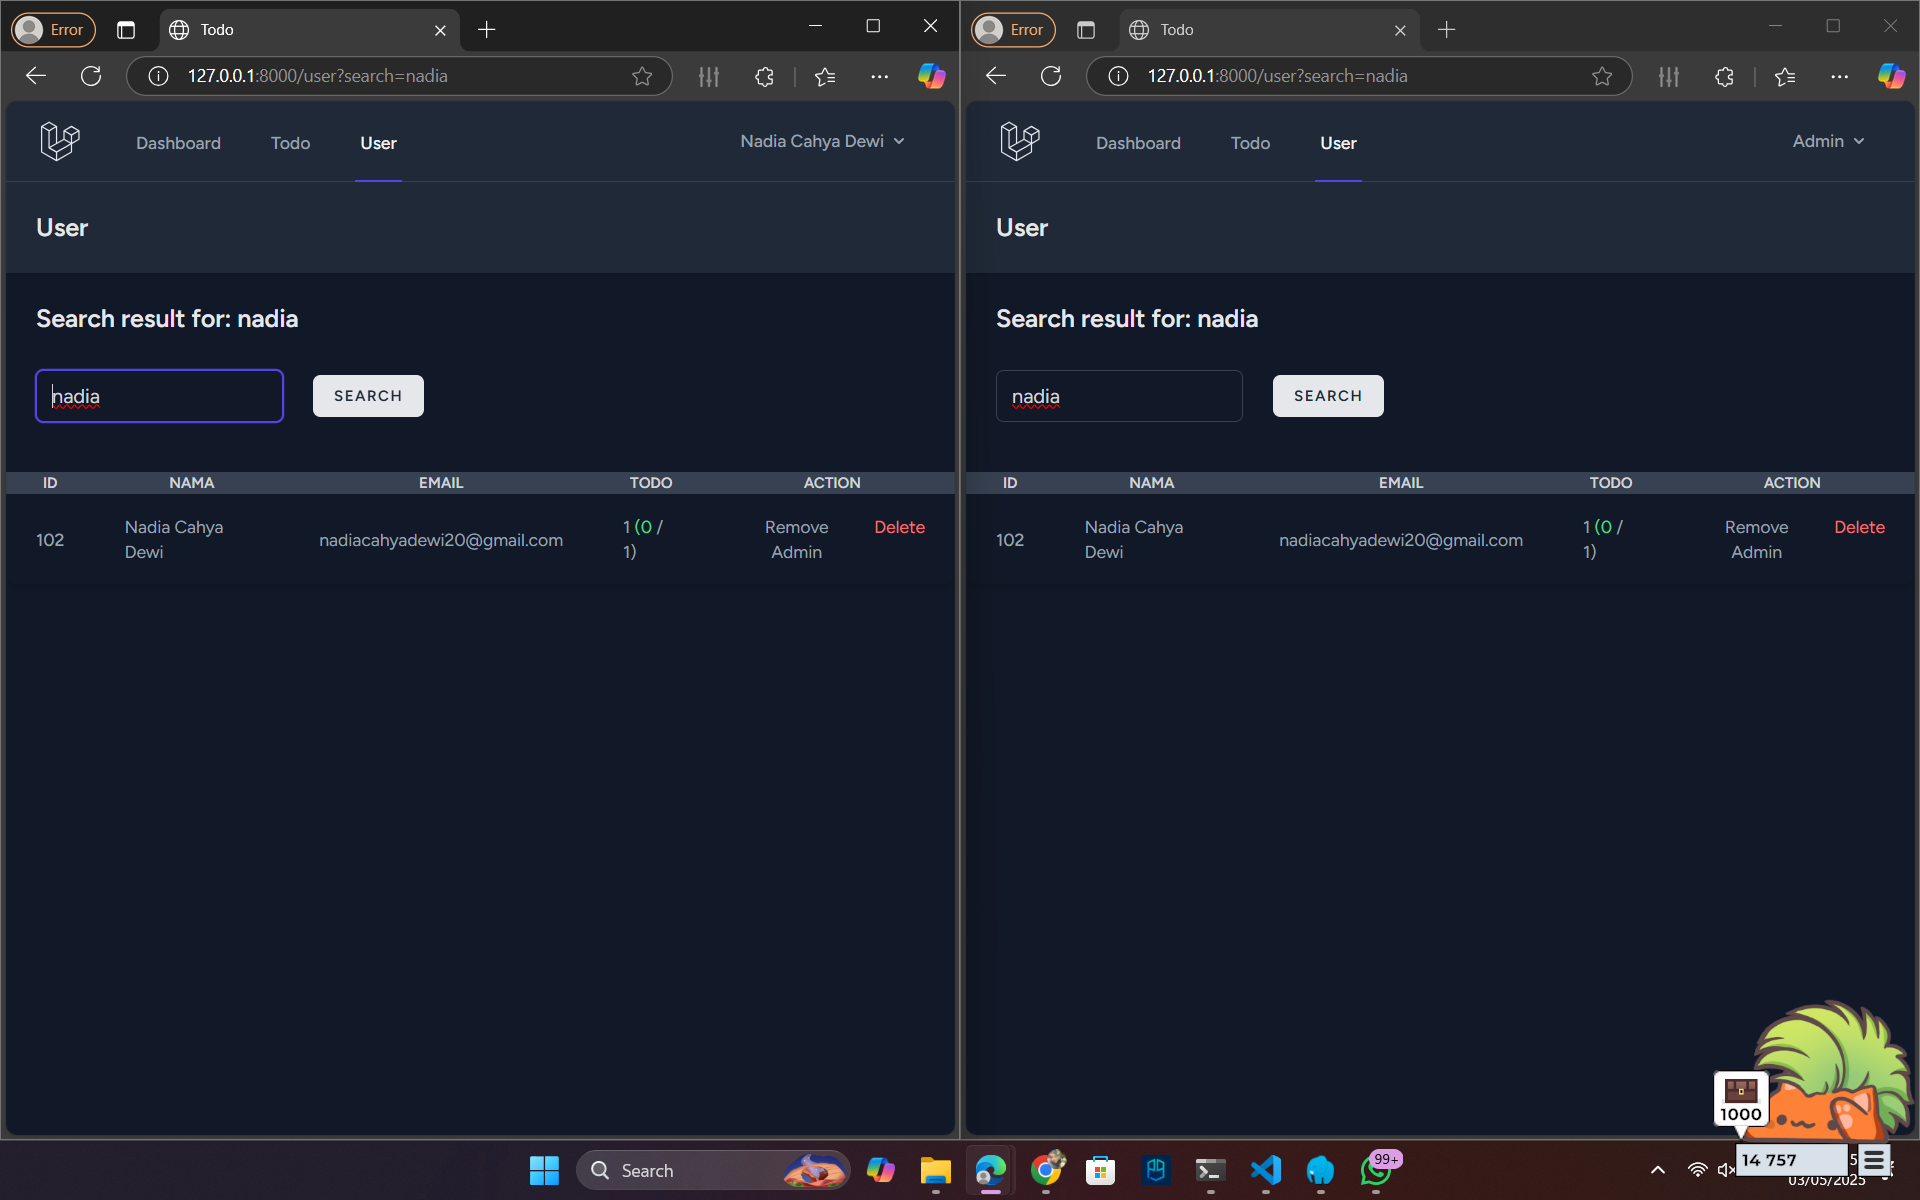 Error
Todo
127.0.0.1:8000/user?search=nadia
Dashboard
Todo
User
Nadia Cahya Dewi
User
Search result for: nadia
nadia
SEARCH
ID NAMA EMAIL TODO ACTION
102 Nadia Cahya Dewi nadiacahyadewi20@gmail.com 1 (0 / 1) Remove Admin Delete
Error
Todo
127.0.0.1:8000/user?search=nadia
Dashboard
Todo
User
Admin
User
Search result for: nadia
nadia
SEARCH
ID NAMA EMAIL TODO ACTION
102 Nadia Cahya Dewi nadiacahyadewi20@gmail.com 1 (0 / 1) Remove Admin Delete
1000
Search
99+
14 757
03/05/2025